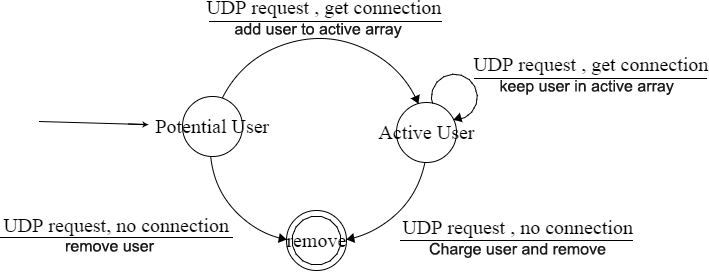 UDP request , get connection
add user to active array
UDP request , get connection
keep user in active array
Potential User
Active User
UDP request, no connection
remove user
remove
UDP request , no connection
Charge user and remove